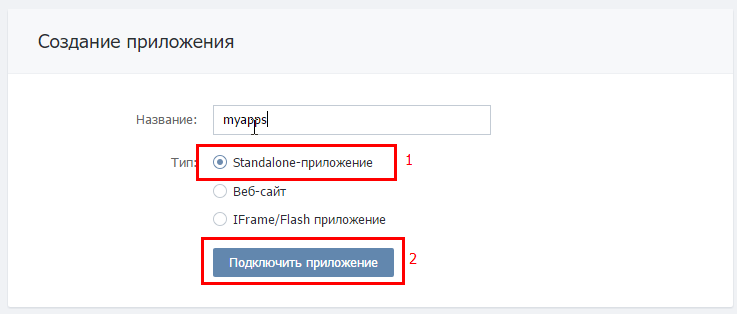 Создание приложения
Название: myapps
Тип: Standalone-приложение 1
Веб-сайт
IFrame/Flash приложение
Подключить приложение 2